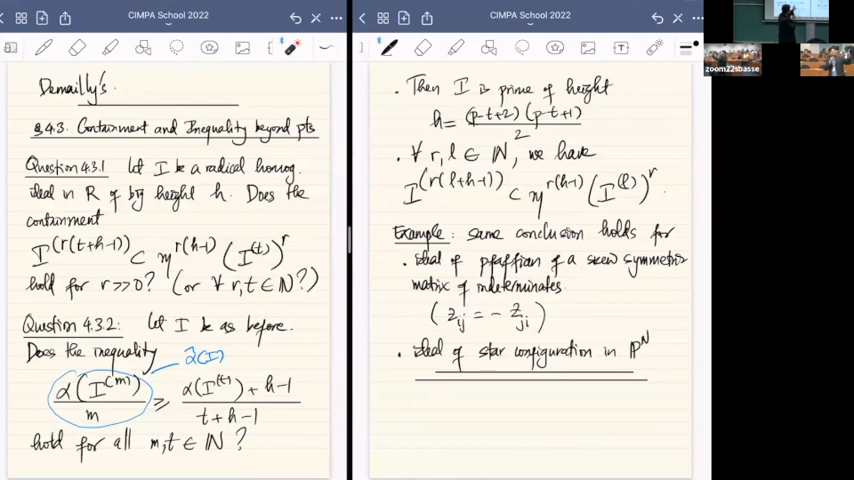 CIMPA School 2022
Demailly's.
§4.3. Containment and Inequality beyond pts
Question 4.3.1 Let I be a radical homog.
ideal in R of big height h. Does the
containment
I^(r(t+h-1)) ⊂ m^r(h-1) (I^(t))^r
hold for r>>0? (or ∀ r,t ∈ ℕ?)
Question 4.3.2: Let I be as before.
Does the inequality
α̂(I)
α(I^(m)) / m ≥ (α(I^(t)) + h-1) / (t+h-1)
hold for all m,t ∈ ℕ?
CIMPA School 2022
• Then I is prime of height
h = (p-t+2)(p-t+1) / 2
• ∀ r,l ∈ ℕ, we have
I^(r(l+h-1)) ⊂ m^r(h-1) (I^(l))^r.
Example: same conclusion holds for
• ideal of pfaffian of a skew symmetric
matrix of indeterminates.
(z_ij = - z_ji)
• ideal of star configuration in ℙ^N
zoom22sbasse